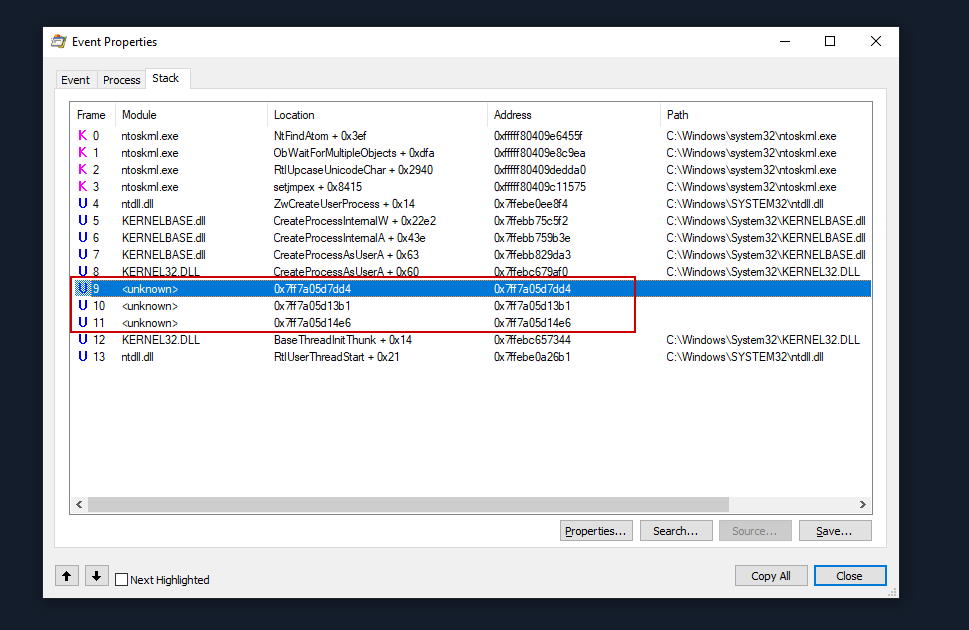 Event Properties
Event Process Stack
Frame Module Location Address Path
K 0 ntoskrnl.exe NtFindAtom + 0x3ef 0xfffff80409e6455f C:\Windows\system32\ntoskrnl.exe
K 1 ntoskrnl.exe ObWaitForMultipleObjects + 0xdfa 0xfffff80409e8c9ea C:\Windows\system32\ntoskrnl.exe
K 2 ntoskrnl.exe RtlUpcaseUnicodeChar + 0x2940 0xfffff80409dedda0 C:\Windows\system32\ntoskrnl.exe
K 3 ntoskrnl.exe setjmpex + 0x8415 0xfffff80409c11575 C:\Windows\system32\ntoskrnl.exe
U 4 ntdll.dll ZwCreateUserProcess + 0x14 0x7ffebe0ee8f4 C:\Windows\SYSTEM32\ntdll.dll
U 5 KERNELBASE.dll CreateProcessInternalW + 0x22e2 0x7ffebb75c5f2 C:\Windows\System32\KERNELBASE.dll
U 6 KERNELBASE.dll CreateProcessInternalA + 0x43e 0x7ffebb759b3e C:\Windows\System32\KERNELBASE.dll
U 7 KERNELBASE.dll CreateProcessAsUserA + 0x63 0x7ffebb829da3 C:\Windows\System32\KERNELBASE.dll
U 8 KERNEL32.DLL CreateProcessAsUserA + 0x60 0x7ffebc679af0 C:\Windows\System32\KERNEL32.DLL
U 9 <unknown> 0x7ff7a05d7dd4 0x7ff7a05d7dd4
U 10 <unknown> 0x7ff7a05d13b1 0x7ff7a05d13b1
U 11 <unknown> 0x7ff7a05d14e6 0x7ff7a05d14e6
U 12 KERNEL32.DLL BaseThreadInitThunk + 0x14 0x7ffebc657344 C:\Windows\System32\KERNEL32.DLL
U 13 ntdll.dll RtlUserThreadStart + 0x21 0x7ffebe0a26b1 C:\Windows\SYSTEM32\ntdll.dll
Properties... Search... Source... Save...
Next Highlighted Copy All Close